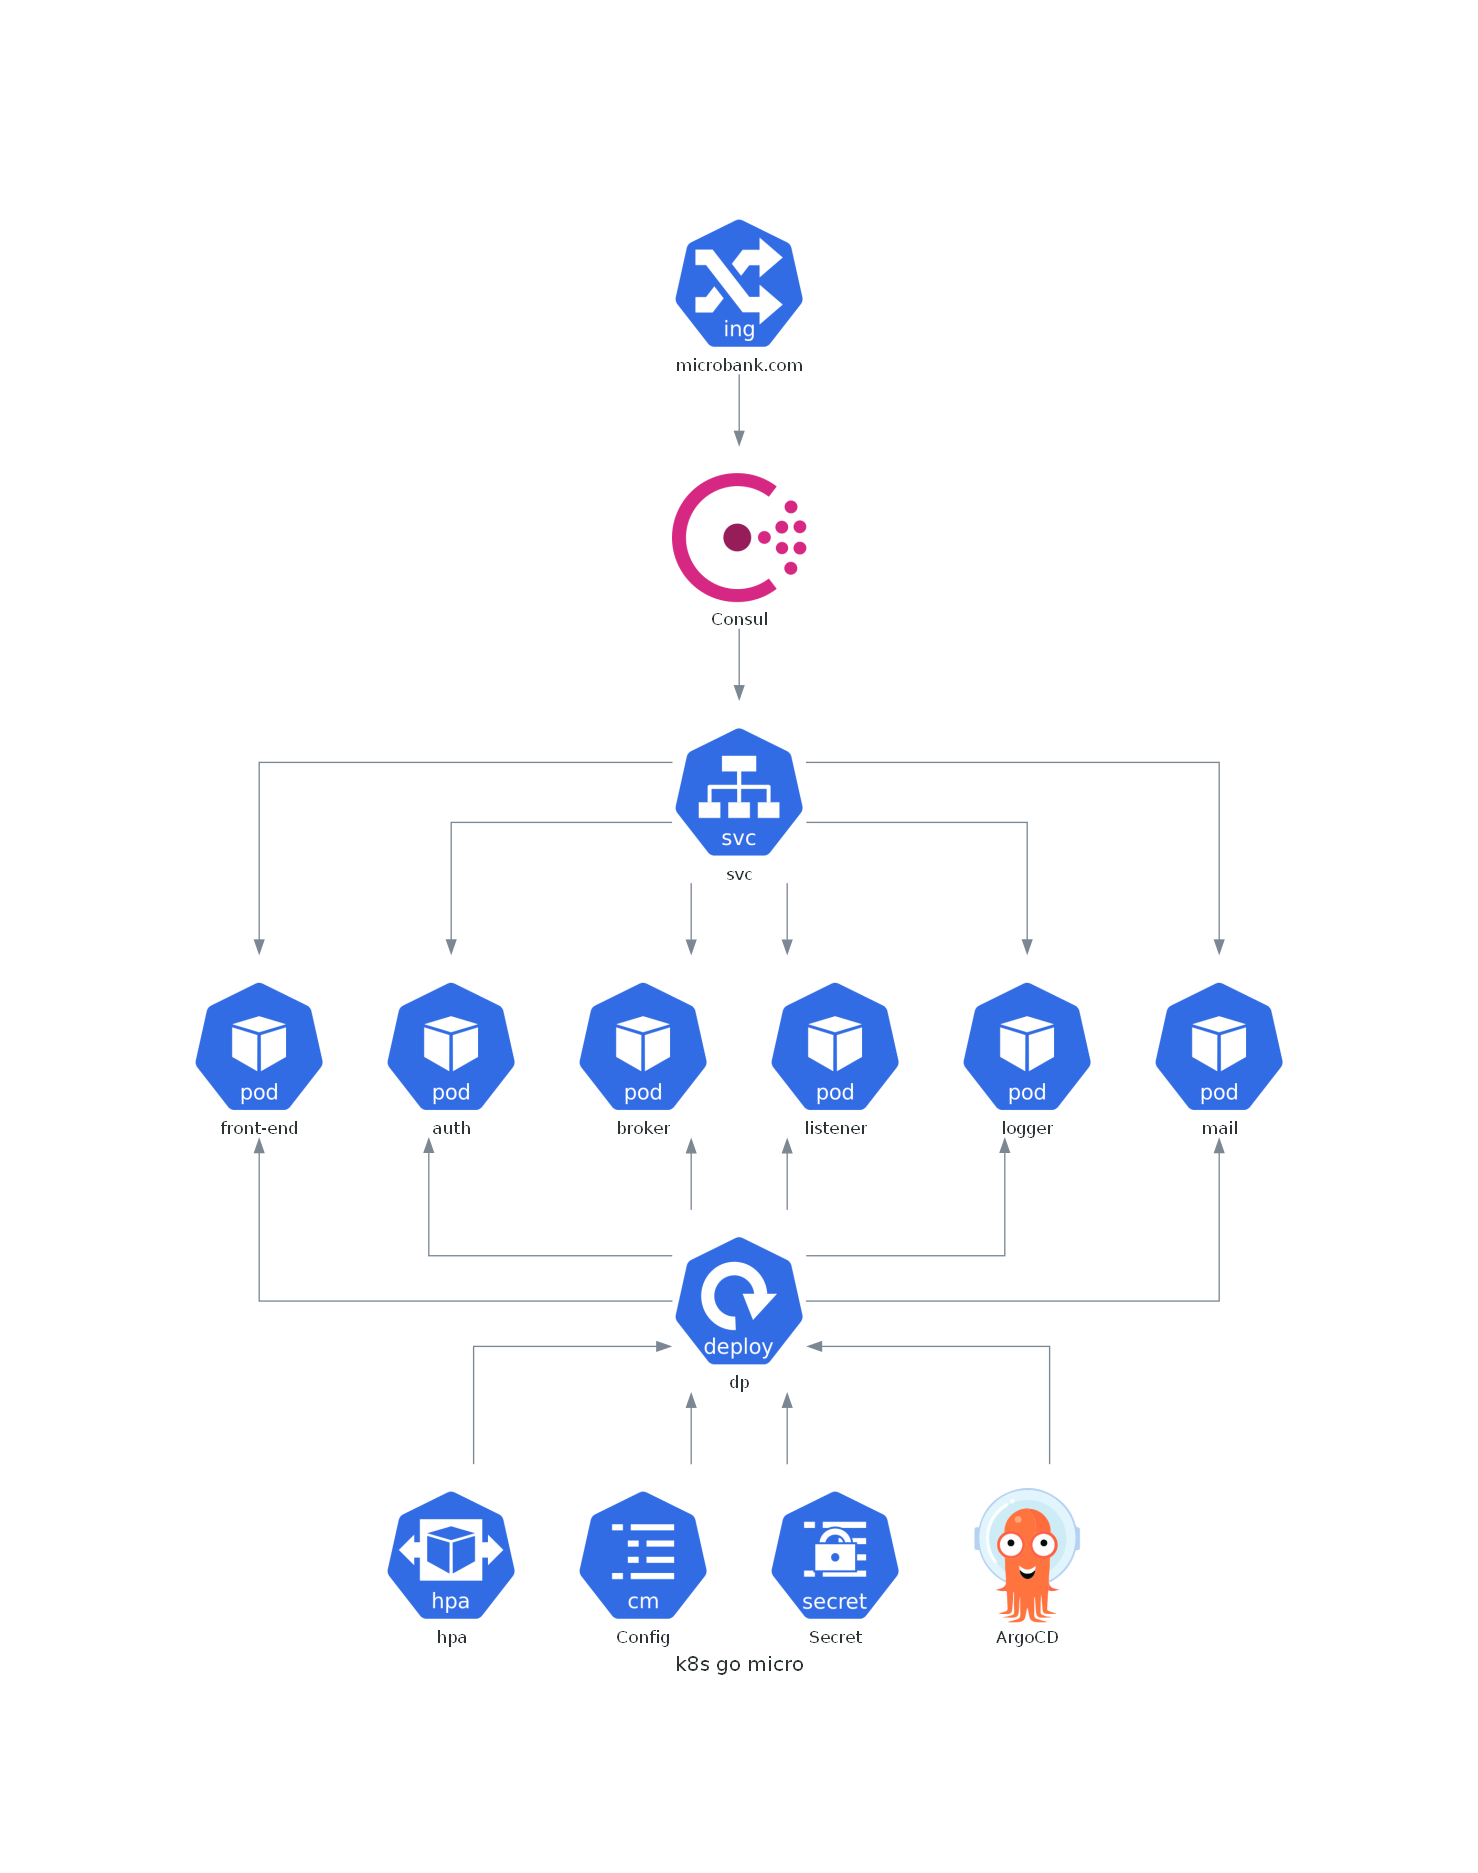 ing
microbank.com
Consul
svc
svc
pod
pod
pod
pod
pod
pod
front-end
auth
broker
listener
logger
mail
deploy
dp
hpa
cm
secret
hpa
Config
Secret
ArgoCD
k8s go micro